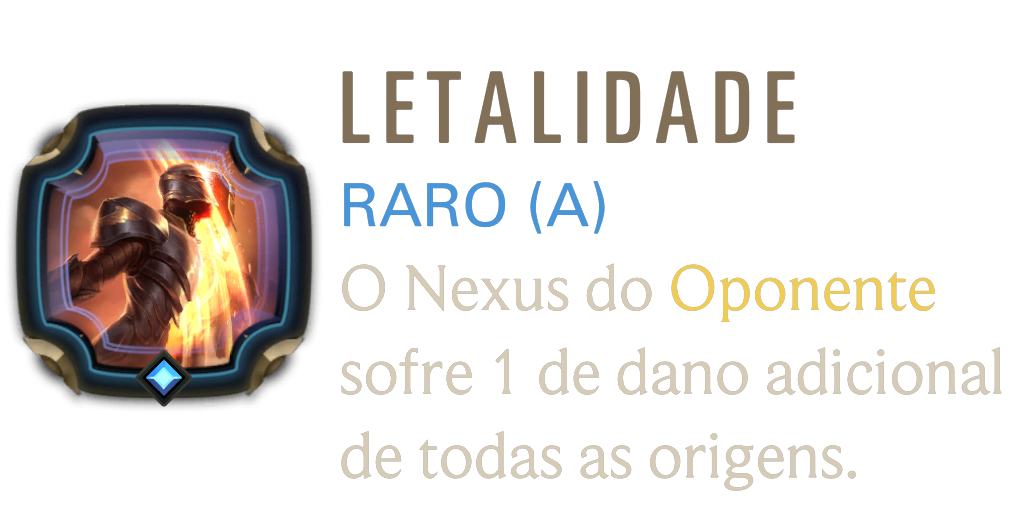 LETALIDADE
RARO (A)
O Nexus do Oponente
sofre 1 de dano adicional
de todas as origens.